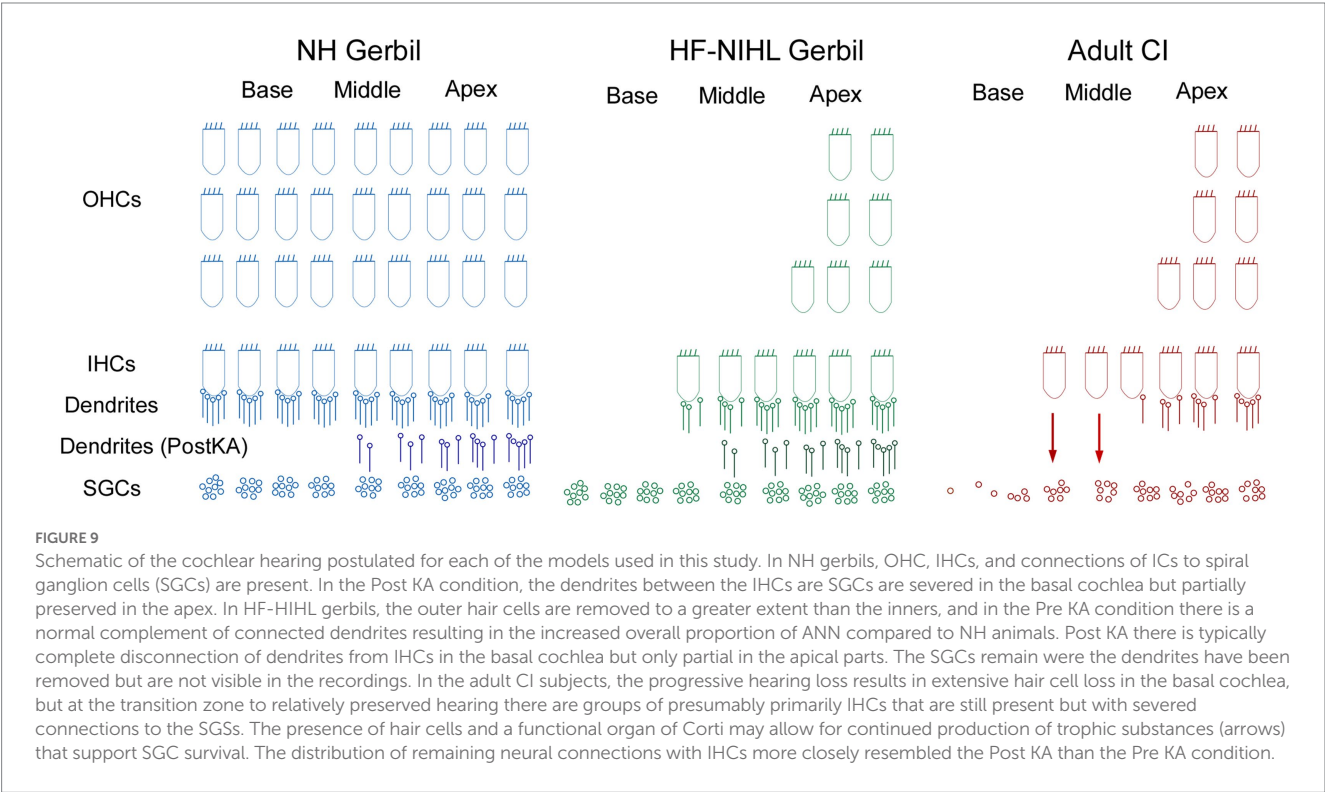 NH Gerbil HF-NIHL Gerbil Adult CI
Base Middle Apex Base Middle Apex Base Middle Apex
OHCs
IHCs
Dendrites
Dendrites (PostKA)
SGCs
FIGURE 9
Schematic of the cochlear hearing postulated for each of the models used in this study. In NH gerbils, OHC, IHCs, and connections of ICs to spiral
ganglion cells (SGCs) are present. In the Post KA condition, the dendrites between the IHCs are SGCs are severed in the basal cochlea but partially
preserved in the apex. In HF-HIHL gerbils, the outer hair cells are removed to a greater extent than the inners, and in the Pre KA condition there is a
normal complement of connected dendrites resulting in the increased overall proportion of ANN compared to NH animals. Post KA there is typically
complete disconnection of dendrites from IHCs in the basal cochlea but only partial in the apical parts. The SGCs remain were the dendrites have been
removed but are not visible in the recordings. In the adult CI subjects, the progressive hearing loss results in extensive hair cell loss in the basal cochlea,
but at the transition zone to relatively preserved hearing there are groups of presumably primarily IHCs that are still present but with severed
connections to the SGSs. The presence of hair cells and a functional organ of Corti may allow for continued production of trophic substances (arrows)
that support SGC survival. The distribution of remaining neural connections with IHCs more closely resembled the Post KA than the Pre KA condition.